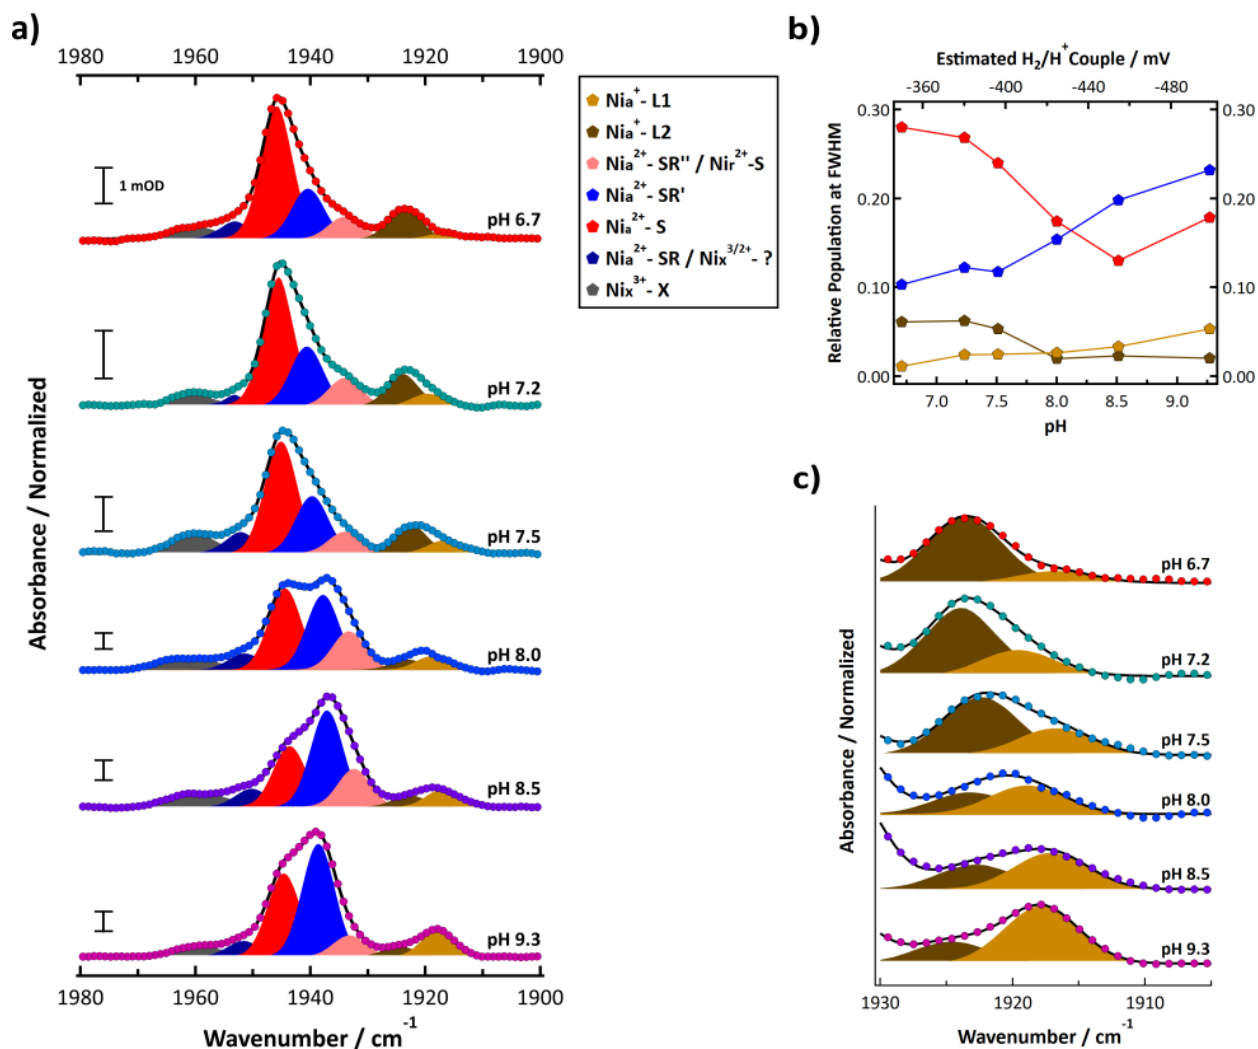 a)
1980 1960 1940 1920 1900
1 mOD
pH 6.7
pH 7.2
pH 7.5
pH 8.0
pH 8.5
pH 9.3
Absorbance / Normalized
1980 1960 1940 1920 1900
Wavenumber / cm⁻¹
Niₐ⁺- L1
Niₐ⁺- L2
Niₐ²⁺- SR'' / Niᵣ²⁺-S
Niₐ²⁺- SR'
Niₐ²⁺- S
Niₐ²⁺- SR / Niₓ³ᐟ²⁺- ?
Niₓ³⁺- X
b)
Estimated H₂/H⁺ Couple / mV
-360 -400 -440 -480
0.30 0.30
0.20 0.20
0.10 0.10
0.00 0.00
Relative Population at FWHM
7.0 7.5 8.0 8.5 9.0
pH
c)
pH 6.7
pH 7.2
pH 7.5
pH 8.0
pH 8.5
pH 9.3
Absorbance / Normalized
1930 1920 1910
Wavenumber / cm⁻¹